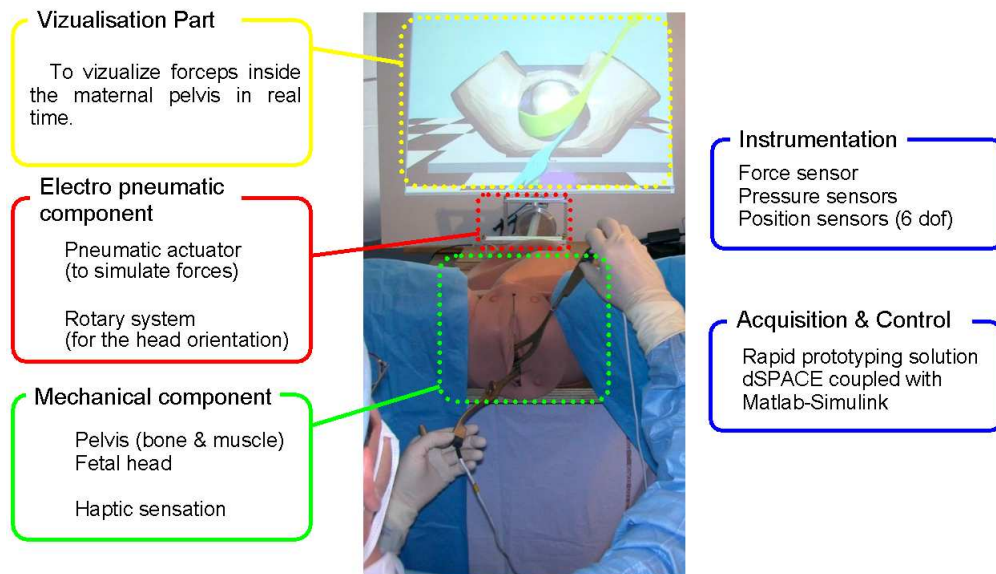 Vizualisation Part
To vizualize forceps inside
the maternal pelvis in real
time.
Electro pneumatic
component
Pneumatic actuator
(to simulate forces)
Rotary system
(for the head orientation)
Mechanical component
Pelvis (bone & muscle)
Fetal head
Haptic sensation
Instrumentation
Force sensor
Pressure sensors
Position sensors (6 dof)
Acquisition & Control
Rapid prototyping solution
dSPACE coupled with
Matlab-Simulink